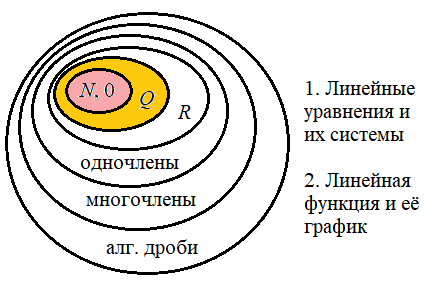 N, 0
Q
R
одночлены
многочлены
алг. дроби
1. Линейные
уравнения и
их системы
2. Линейная
функция и её
график